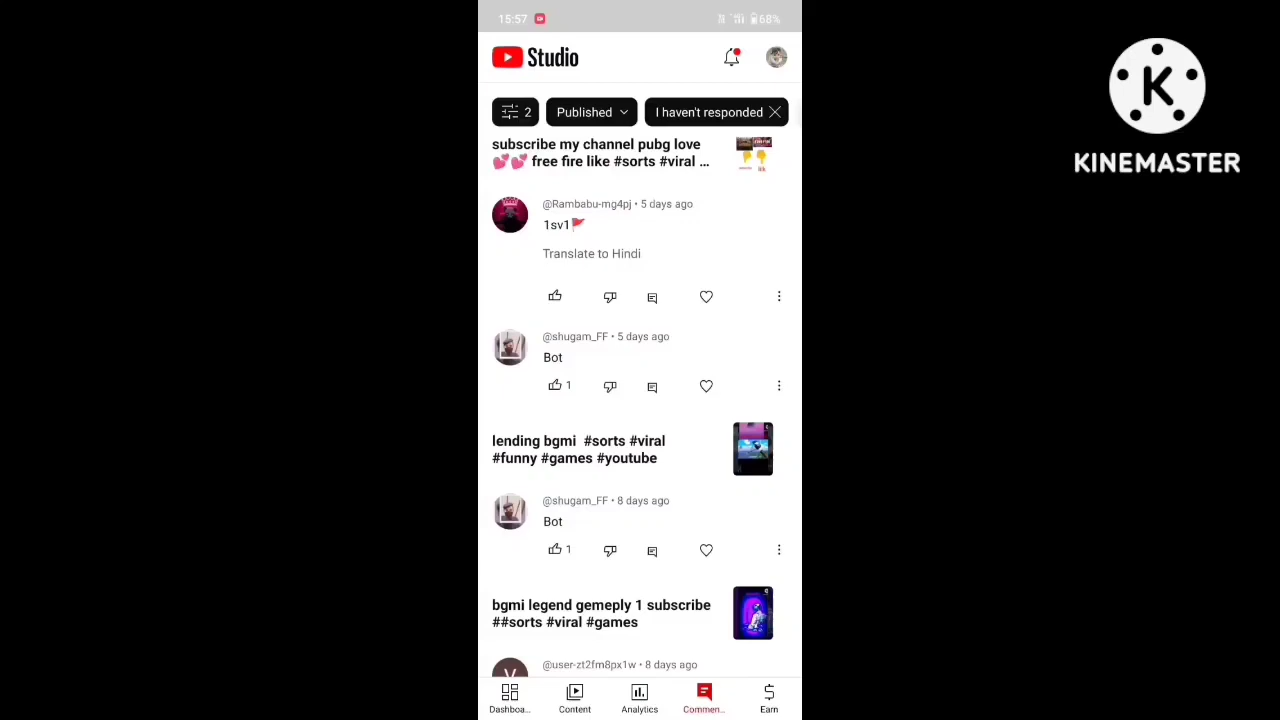 15:57
68%
Studio
2
Published
I haven't responded
subscribe my channel pubg love
💕💕 free fire like #sorts #viral ...
@Rambabu-mg4pj • 5 days ago
1sv1🚩
Translate to Hindi
@shugam_FF • 5 days ago
Bot
1
lending bgmi #sorts #viral
#funny #games #youtube
@shugam_FF • 8 days ago
Bot
1
bgmi legend gemeply 1 subscribe
##sorts #viral #games
@user-zt2fm8px1w • 8 days ago
V
Dashboa...
Content
Analytics
Commen...
Earn
K
KINEMASTER